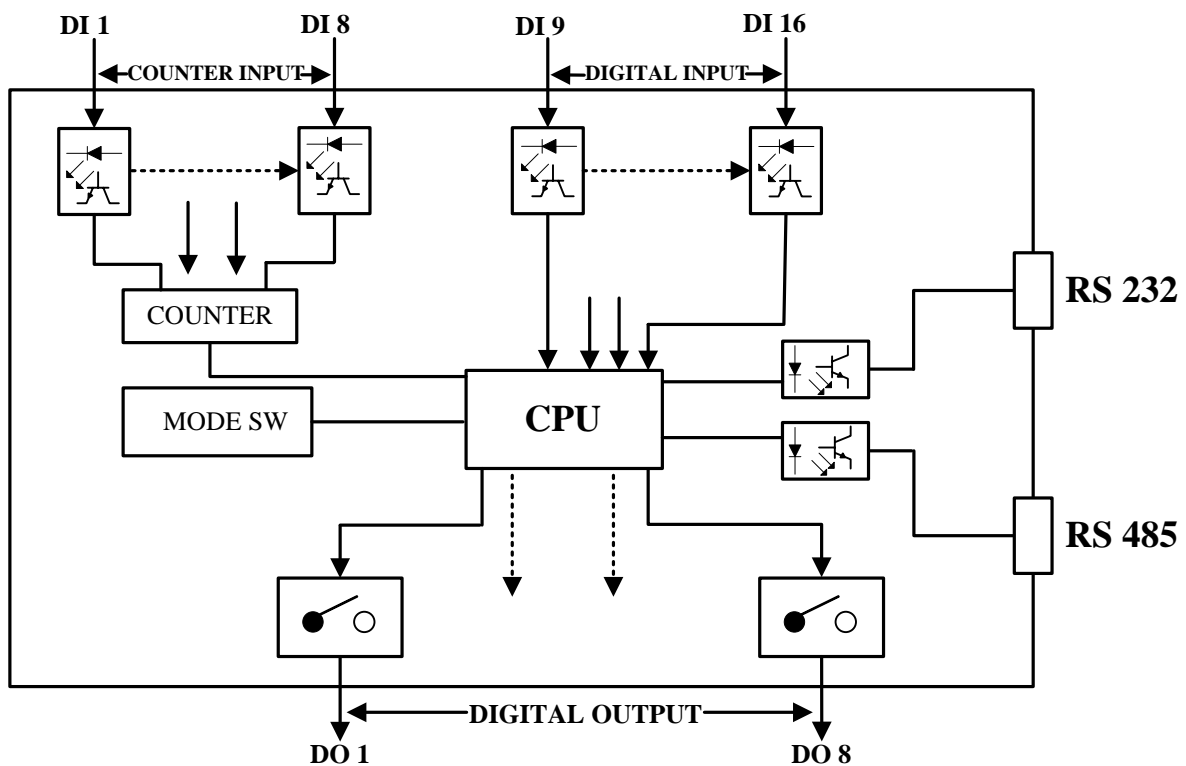 DI 1
DI 8
DI 9
DI 16
COUNTER INPUT
DIGITAL INPUT
RS 232
COUNTER
MODE SW
CPU
RS 485
DIGITAL OUTPUT
DO 1
DO 8